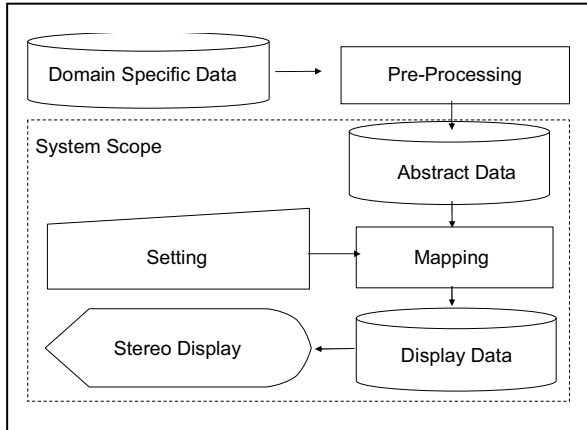 Domain Specific Data
Pre-Processing
System Scope
Abstract Data
Setting
Mapping
Stereo Display
Display Data